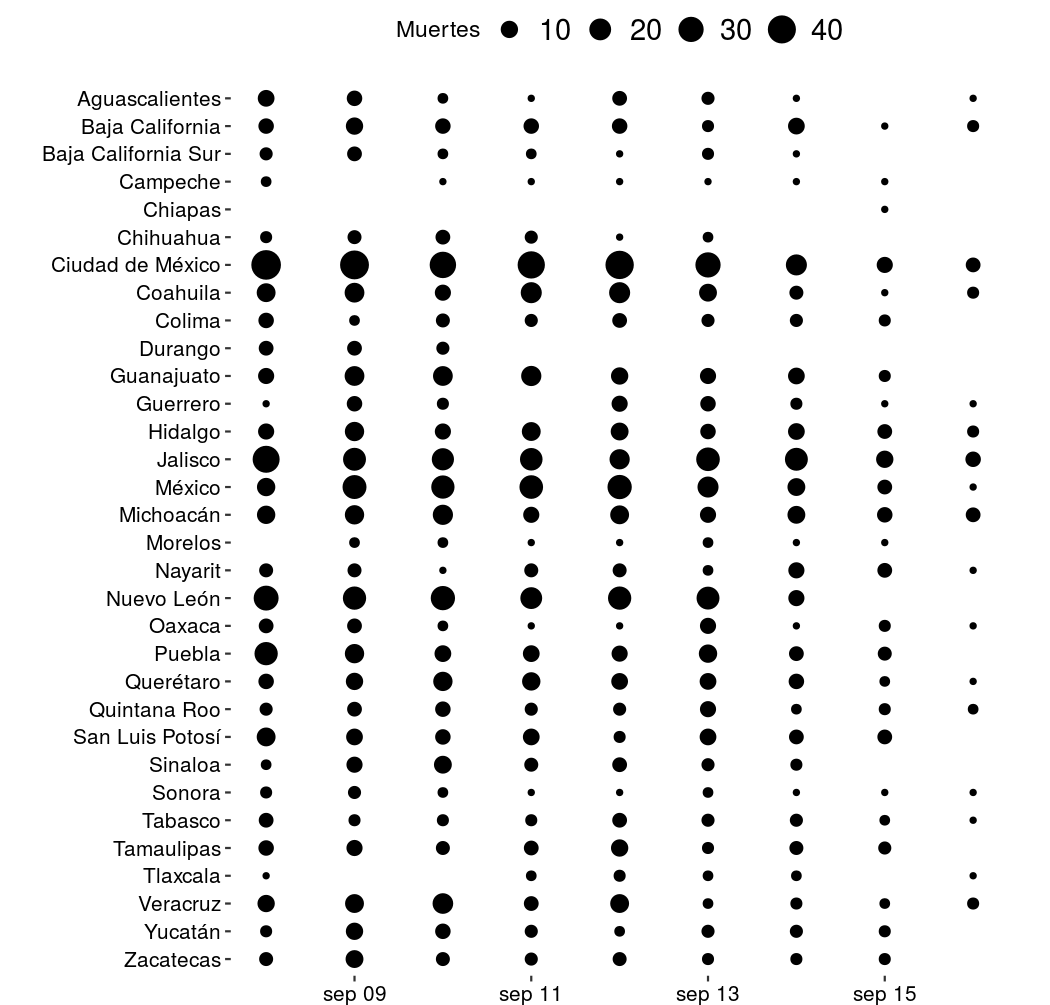 Muertes 10 20 30 40
Aguascalientes
Baja California
Baja California Sur
Campeche
Chiapas
Chihuahua
Ciudad de México
Coahuila
Colima
Durango
Guanajuato
Guerrero
Hidalgo
Jalisco
México
Michoacán
Morelos
Nayarit
Nuevo León
Oaxaca
Puebla
Querétaro
Quintana Roo
San Luis Potosí
Sinaloa
Sonora
Tabasco
Tamaulipas
Tlaxcala
Veracruz
Yucatán
Zacatecas
sep 09 sep 11 sep 13 sep 15